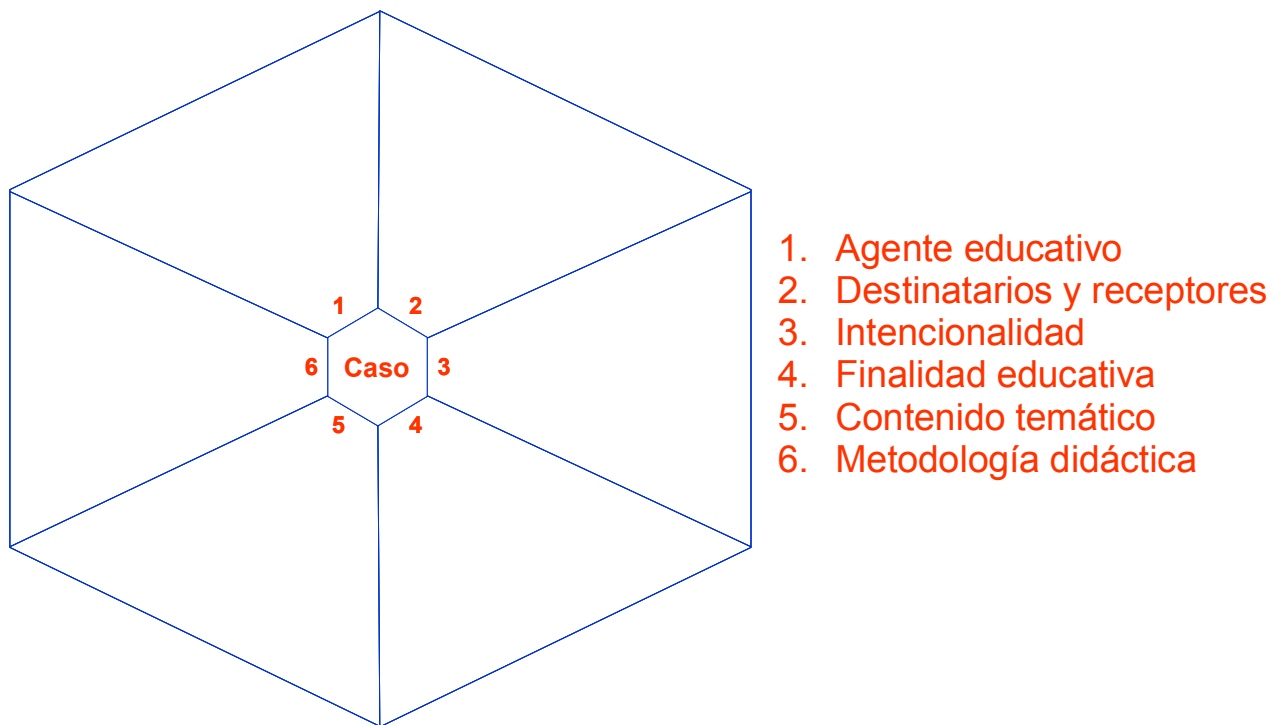 1 2
6 Caso 3
5 4
1. Agente educativo
2. Destinatarios y receptores
3. Intencionalidad
4. Finalidad educativa
5. Contenido temático
6. Metodología didáctica